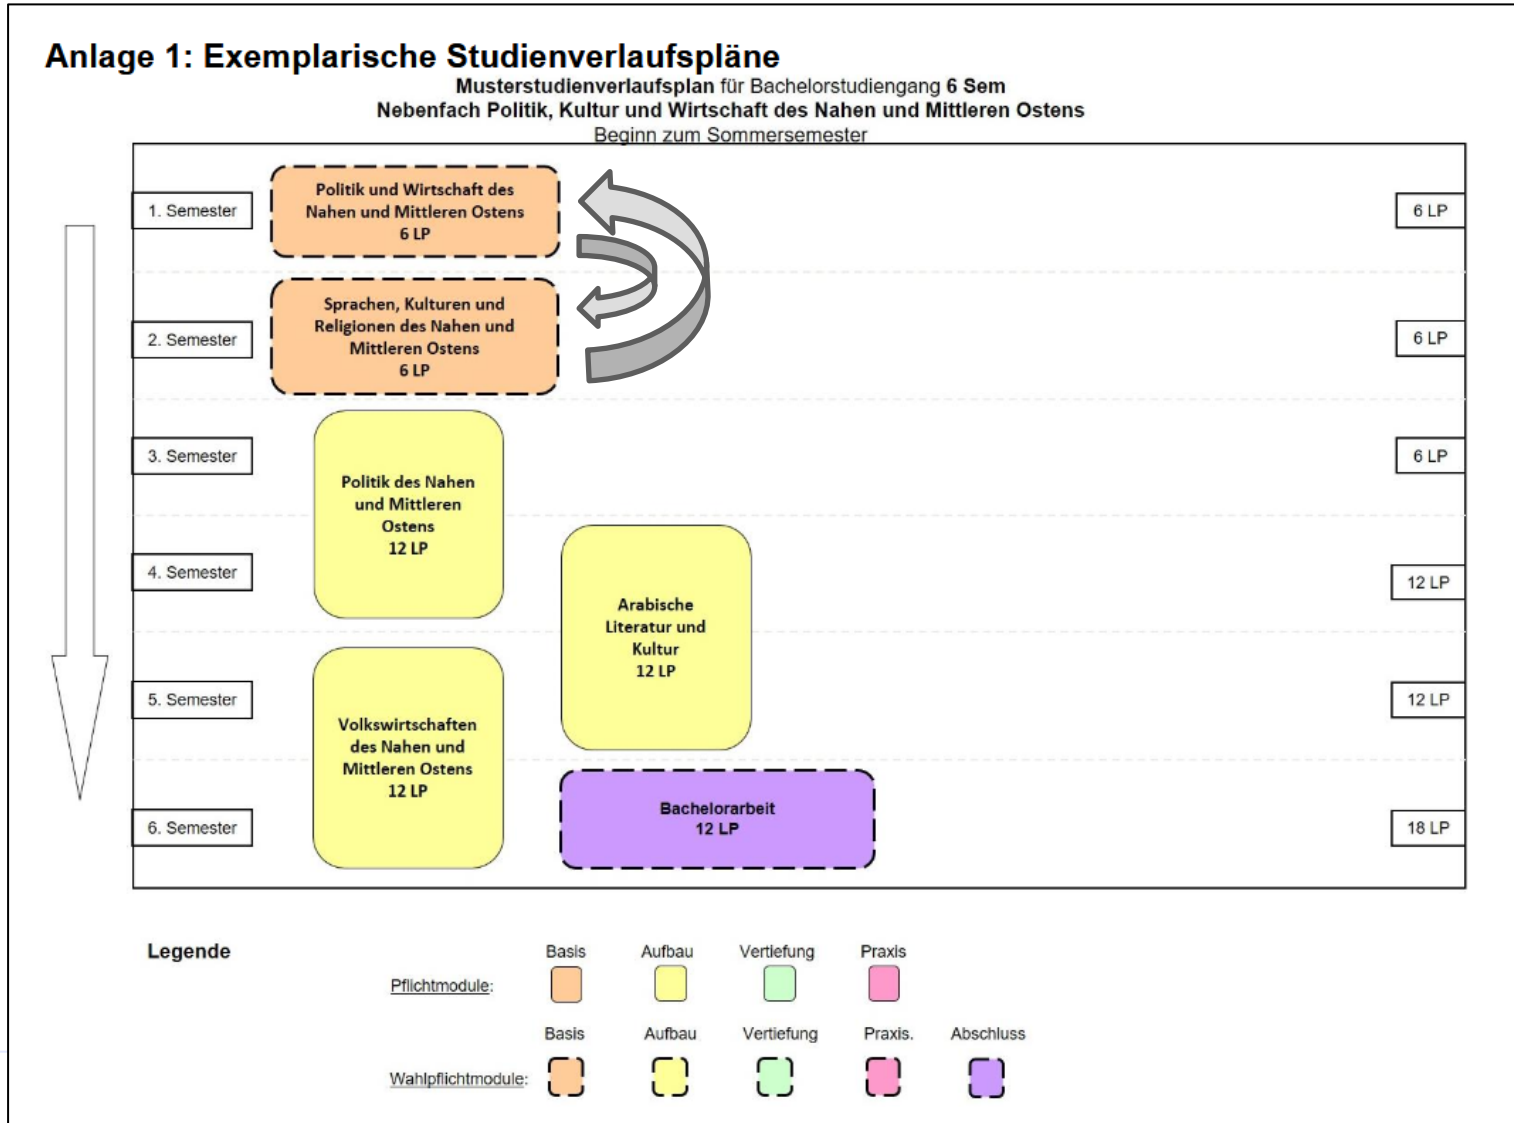 Anlage 1: Exemplarische Studienverlaufspläne
Musterstudienverlaufsplan für Bachelorstudiengang 6 Sem
Nebenfach Politik, Kultur und Wirtschaft des Nahen und Mittleren Ostens
Beginn zum Sommersemester
1. Semester
Politik und Wirtschaft des
Nahen und Mittleren Ostens
6 LP
6 LP
2. Semester
Sprachen, Kulturen und
Religionen des Nahen und
Mittleren Ostens
6 LP
6 LP
3. Semester
Politik des Nahen
und Mittleren
Ostens
12 LP
6 LP
4. Semester
Arabische
Literatur und
Kultur
12 LP
12 LP
5. Semester
Volkswirtschaften
des Nahen und
Mittleren Ostens
12 LP
12 LP
6. Semester
Bachelorarbeit
12 LP
18 LP
Legende
Basis Aufbau Vertiefung Praxis
Pflichtmodule:
Basis Aufbau Vertiefung Praxis. Abschluss
Wahlpflichtmodule: